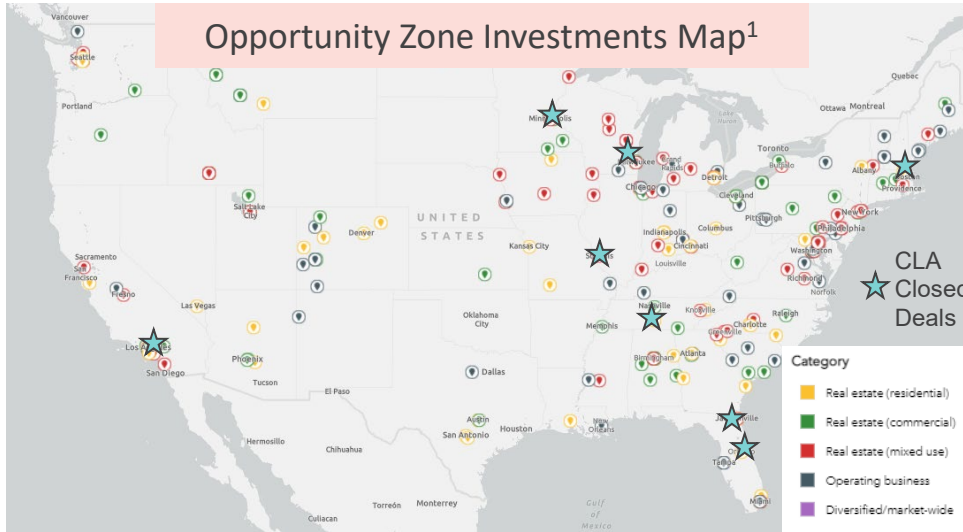 Opportunity Zone Investments Map1
Vancouver
Seattle
Portland
Quebec
Ottawa
Montreal
Toronto
Buffalo
Albany
Boston
Providence
Detroit
Cleveland
Chicago
New York
Pittsburgh
Philadelphia
Salt Lake
City
UNITED
STATES
Denver
Kansas City
Indianapolis
Columbus
Cincinnati
Washington
Sacramento
San
Francisco
Fresno
Louisville
Richmond
Norfolk
CLA
Closed
Deals
Las Vegas
Nashville
Knoxville
Raleigh
Oklahoma
City
Memphis
Greenville
Charlotte
Los Angeles
San Diego
Phoenix
Birmingham
Atlanta
Tucson
Dallas
El Paso
Austin
Houston
San Antonio
New
Orleans
Hermosillo
Chihuahua
Tampa
Miami
Torreón
Monterrey
Culiacan
Gulf
of
Mexico
Category
Real estate (residential)
Real estate (commercial)
Real estate (mixed use)
Operating business
Diversified/market-wide